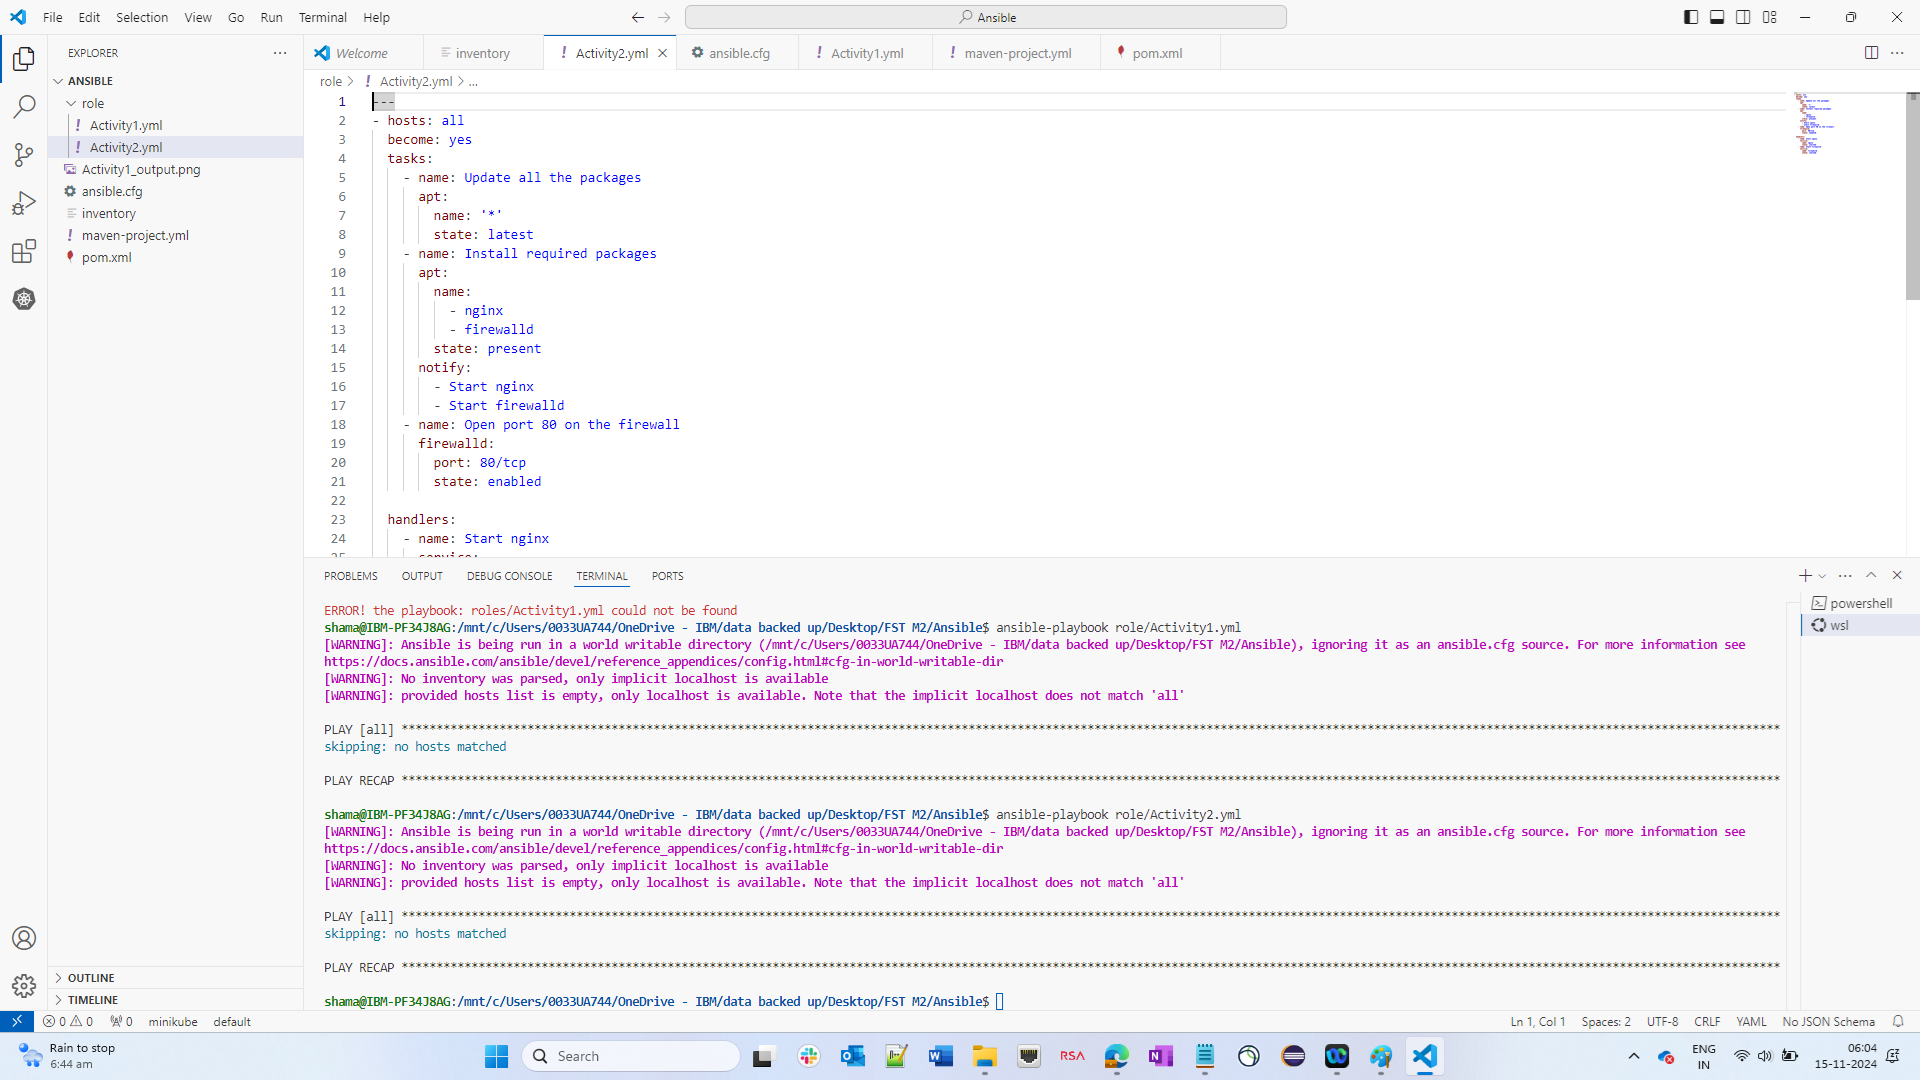 File Edit Selection View Go Run Terminal Help
Ansible
EXPLORER
ANSIBLE
role
Activity1.yml
Activity2.yml
Activity1_output.png
ansible.cfg
inventory
maven-project.yml
pom.xml
OUTLINE
TIMELINE
Welcome inventory ! Activity2.yml ansible.cfg ! Activity1.yml ! maven-project.yml pom.xml
role > ! Activity2.yml > ...
1 ---
2 - hosts: all
3 become: yes
4 tasks:
5 - name: Update all the packages
6 apt:
7 name: '*'
8 state: latest
9 - name: Install required packages
10 apt:
11 name:
12 - nginx
13 - firewalld
14 state: present
15 notify:
16 - Start nginx
17 - Start firewalld
18 - name: Open port 80 on the firewall
19 firewalld:
20 port: 80/tcp
21 state: enabled
22
23 handlers:
24 - name: Start nginx
25 service:
PROBLEMS OUTPUT DEBUG CONSOLE TERMINAL PORTS
powershell
wsl
ERROR! the playbook: roles/Activity1.yml could not be found
shama@IBM-PF34J8AG:/mnt/c/Users/0033UA744/OneDrive - IBM/data backed up/Desktop/FST M2/Ansible$ ansible-playbook role/Activity1.yml
[WARNING]: Ansible is being run in a world writable directory (/mnt/c/Users/0033UA744/OneDrive - IBM/data backed up/Desktop/FST M2/Ansible), ignoring it as an ansible.cfg source. For more information see
https://docs.ansible.com/ansible/devel/reference_appendices/config.html#cfg-in-world-writable-dir
[WARNING]: No inventory was parsed, only implicit localhost is available
[WARNING]: provided hosts list is empty, only localhost is available. Note that the implicit localhost does not match 'all'
PLAY [all] ****************************************************************
skipping: no hosts matched
PLAY RECAP ****************************************************************
shama@IBM-PF34J8AG:/mnt/c/Users/0033UA744/OneDrive - IBM/data backed up/Desktop/FST M2/Ansible$ ansible-playbook role/Activity2.yml
[WARNING]: Ansible is being run in a world writable directory (/mnt/c/Users/0033UA744/OneDrive - IBM/data backed up/Desktop/FST M2/Ansible), ignoring it as an ansible.cfg source. For more information see
https://docs.ansible.com/ansible/devel/reference_appendices/config.html#cfg-in-world-writable-dir
[WARNING]: No inventory was parsed, only implicit localhost is available
[WARNING]: provided hosts list is empty, only localhost is available. Note that the implicit localhost does not match 'all'
PLAY [all] ****************************************************************
skipping: no hosts matched
PLAY RECAP ****************************************************************
shama@IBM-PF34J8AG:/mnt/c/Users/0033UA744/OneDrive - IBM/data backed up/Desktop/FST M2/Ansible$
0 0 0 minikube default
Ln 1, Col 1 Spaces: 2 UTF-8 CRLF YAML No JSON Schema
Rain to stop
6:44 am
Search
RSA
ENG
IN
06:04
15-11-2024